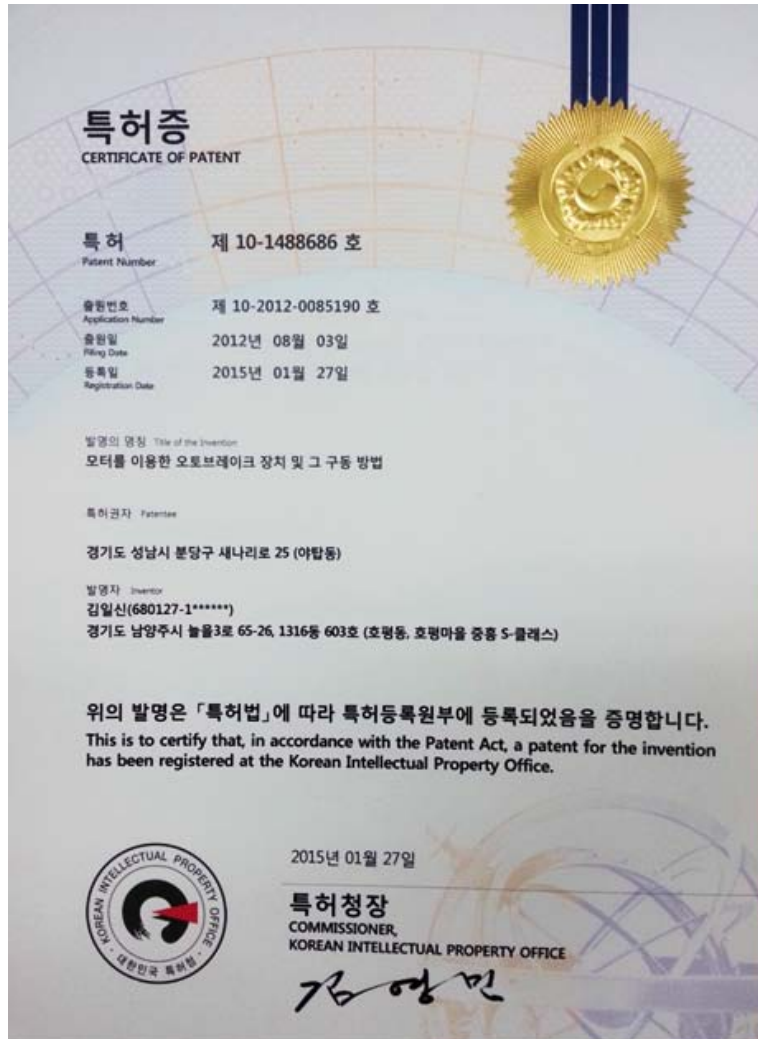 특허증
CERTIFICATE OF PATENT
특허 제 10-1488686 호
Patent Number
출원번호 제 10-2012-0085190 호
Application Number
출원일 2012년 08월 03일
Filing Date
등록일 2015년 01월 27일
Registration Date
발명의 명칭 Title of the Invention
모터를 이용한 오토브레이크 장치 및 그 구동 방법
특허권자 Patentee
경기도 성남시 분당구 새나리로 25 (야탑동)
발명자 Inventor
김일신(680127-1******)
경기도 남양주시 늘을3로 65-26, 1316동 603호 (호평동, 호평마을 중흥 S-클래스)
위의 발명은 「특허법」에 따라 특허등록원부에 등록되었음을 증명합니다.
This is to certify that, in accordance with the Patent Act, a patent for the invention
has been registered at the Korean Intellectual Property Office.
2015년 01월 27일
특허청장
COMMISSIONER,
KOREAN INTELLECTUAL PROPERTY OFFICE
김영민
KOREAN INTELLECTUAL PROPERTY OFFICE
대한민국 특허청